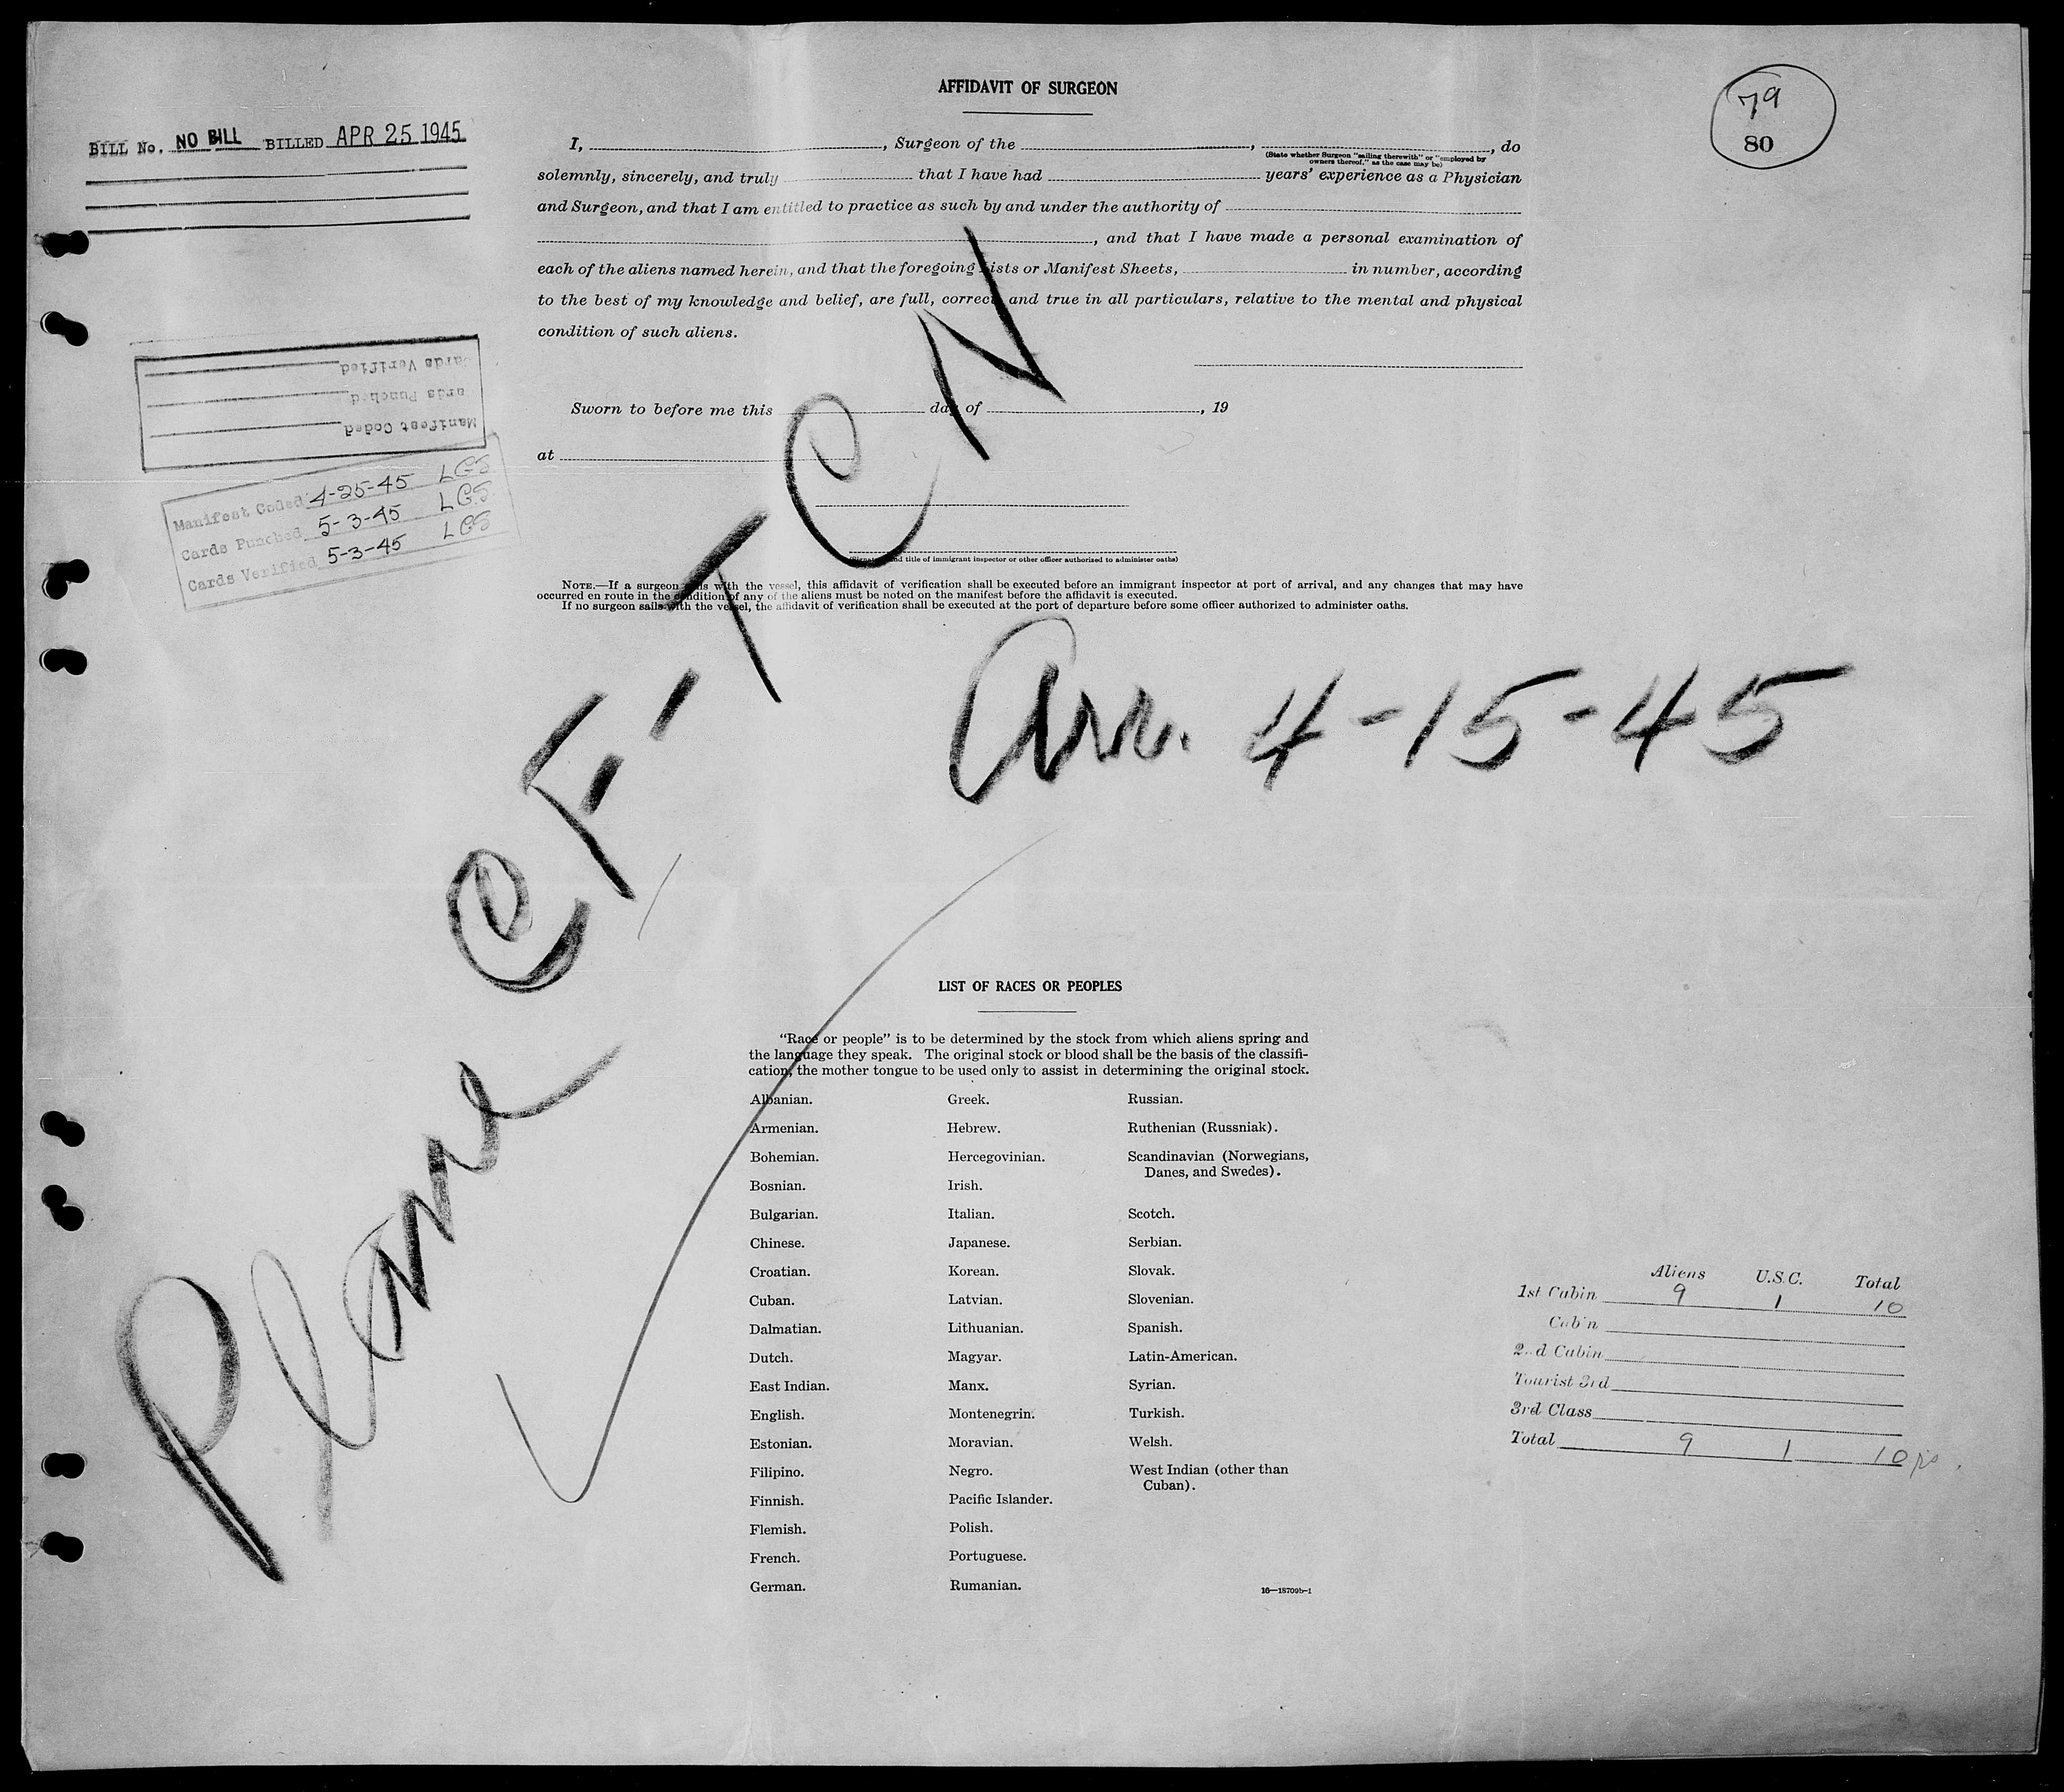 AFFIDAVIT OF SURGEON
79
80
BILL No. NO BILL BILLED APR 25 1945
I, , Surgeon of the , , do
(State whether Surgeon "sailing therewith" or "employed by
owners thereof," as the case may be)
solemnly, sincerely, and truly that I have had years' experience as a Physician
and Surgeon, and that I am entitled to practice as such by and under the authority of
, and that I have made a personal examination of
each of the aliens named herein, and that the foregoing Lists or Manifest Sheets, in number, according
to the best of my knowledge and belief, are full, correct, and true in all particulars, relative to the mental and physical
condition of such aliens.
Cards Verified
Cards Punched
Manifest Coded
Sworn to before me this day of , 19
at
Manifest Coded 4-25-45 LGS
Cards Punched 5-3-45 LGS
Cards Verified 5-3-45 LGS
(Signature and title of immigrant inspector or other officer authorized to administer oaths)
NOTE.—If a surgeon sails with the vessel, this affidavit of verification shall be executed before an immigrant inspector at port of arrival, and any changes that may have
occurred en route in the condition of any of the aliens must be noted on the manifest before the affidavit is executed.
If no surgeon sails with the vessel, the affidavit of verification shall be executed at the port of departure before some officer authorized to administer oaths.
Plane CF-TCN
Arr. 4-15-45
LIST OF RACES OR PEOPLES
"Race or people" is to be determined by the stock from which aliens spring and
the language they speak. The original stock or blood shall be the basis of the classifi-
cation, the mother tongue to be used only to assist in determining the original stock.
Albanian. Greek. Russian.
Armenian. Hebrew. Ruthenian (Russniak).
Bohemian. Hercegovinian. Scandinavian (Norwegians,
Danes, and Swedes).
Bosnian. Irish.
Bulgarian. Italian. Scotch.
Chinese. Japanese. Serbian.
Croatian. Korean. Slovak.
Cuban. Latvian. Slovenian.
Dalmatian. Lithuanian. Spanish.
Dutch. Magyar. Latin-American.
East Indian. Manx. Syrian.
English. Montenegrin. Turkish.
Estonian. Moravian. Welsh.
Filipino. Negro. West Indian (other than
Cuban).
Finnish. Pacific Islander.
Flemish. Polish.
French. Portuguese.
German. Rumanian.
16—18709b-1
Aliens U.S.C. Total
1st Cabin 9 1 10
Cabin
2nd Cabin
Tourist 3rd
3rd Class
Total 9 1 10